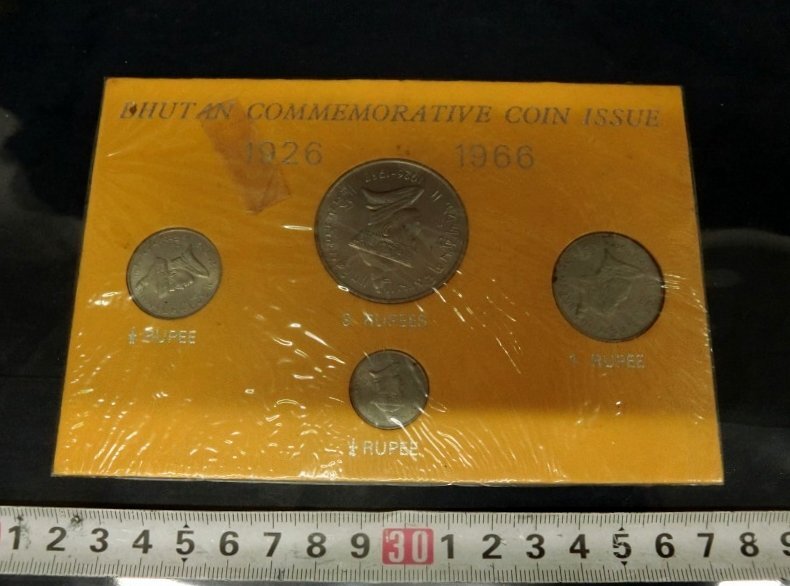 BHUTAN COMMEMORATIVE COIN ISSUE
1926 1966
½ RUPEE
3 RUPEES
1 RUPEE
¼ RUPEE
1 2 3 4 5 6 7 8 9 30 1 2 3 4 5 6 7 8 9